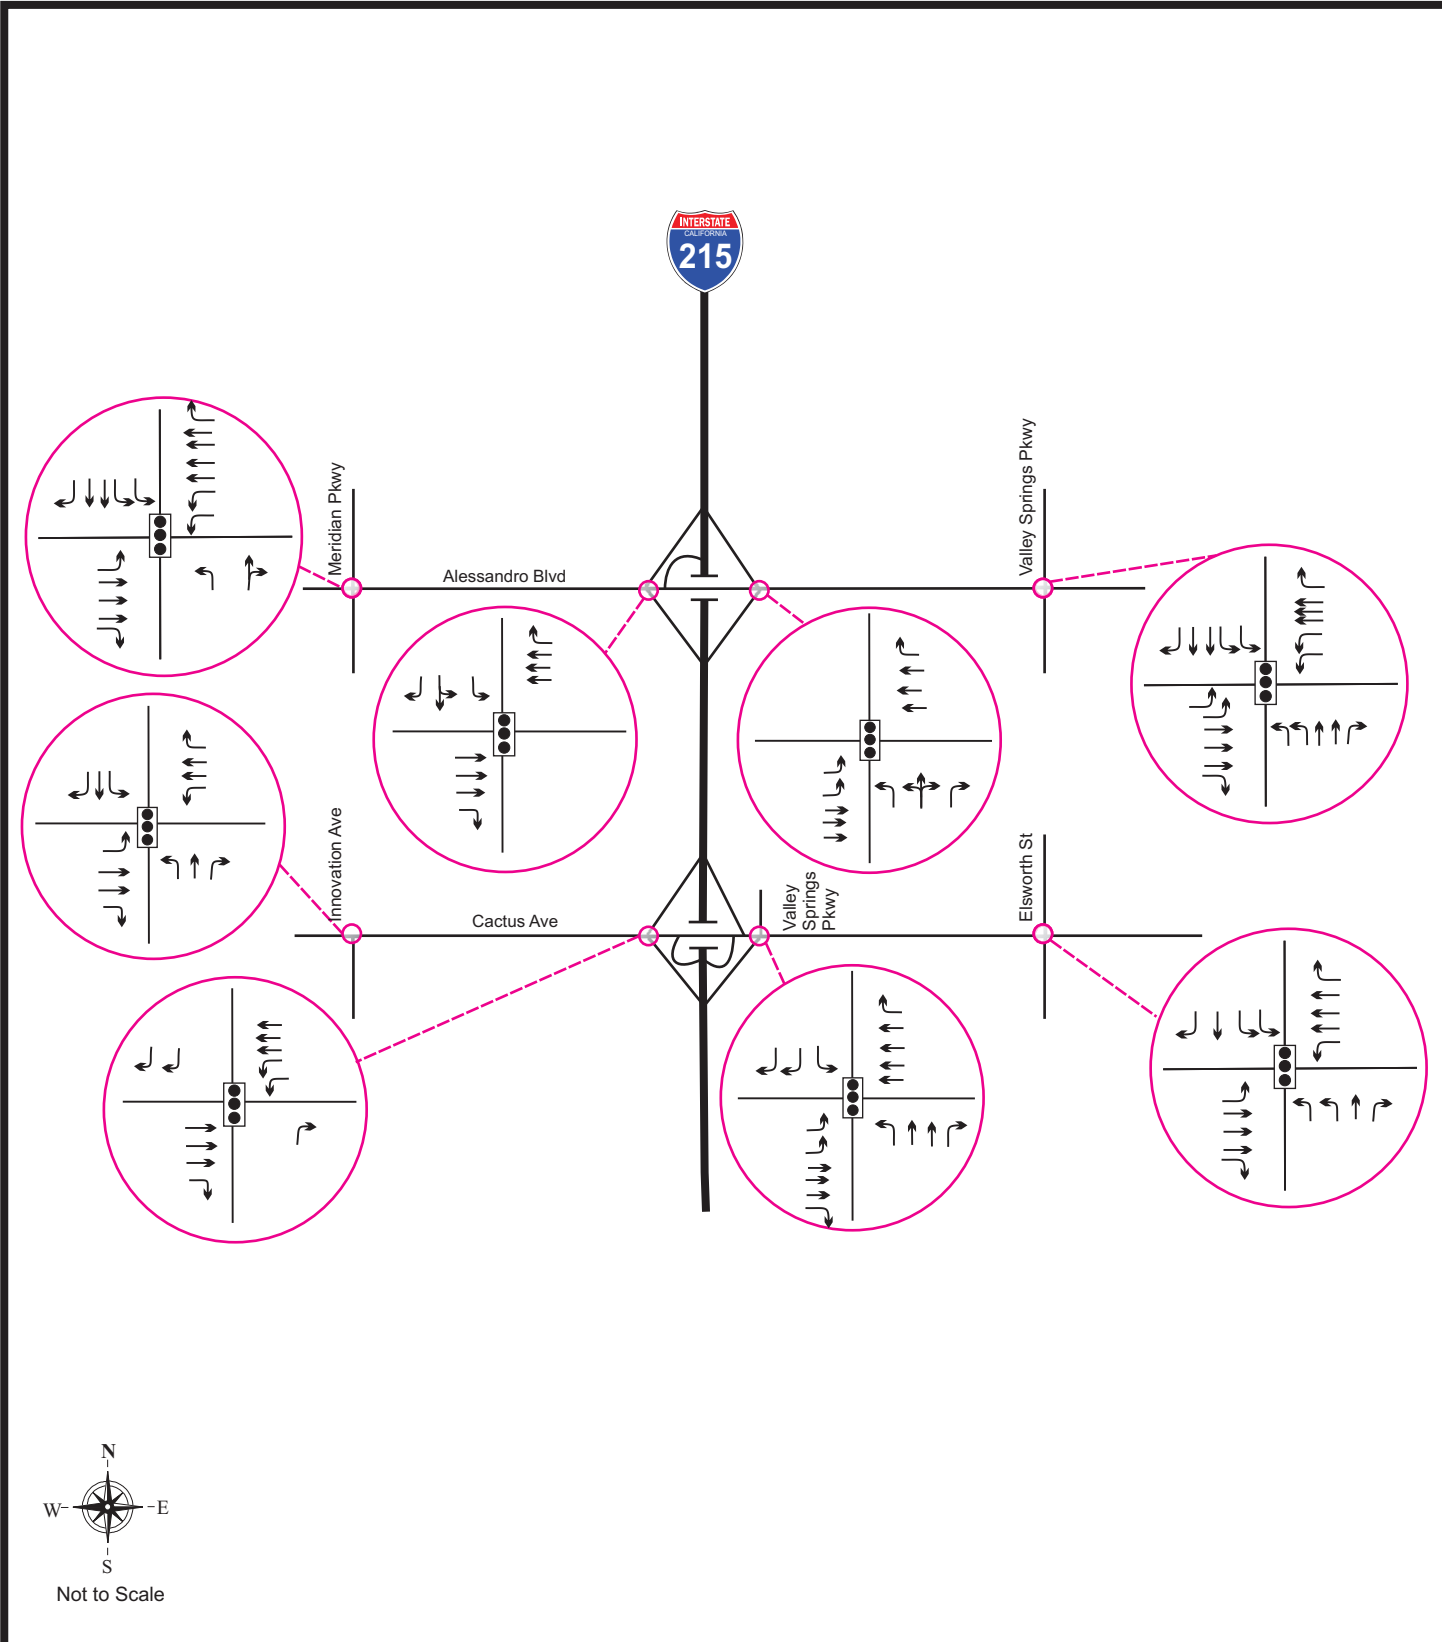 INTERSTATE
CALIFORNIA
215
Meridian Pkwy
Alessandro Blvd
Valley Springs Pkwy
Innovation Ave
Cactus Ave
Valley
Springs
Pkwy
Elsworth St
N
W
E
S
Not to Scale